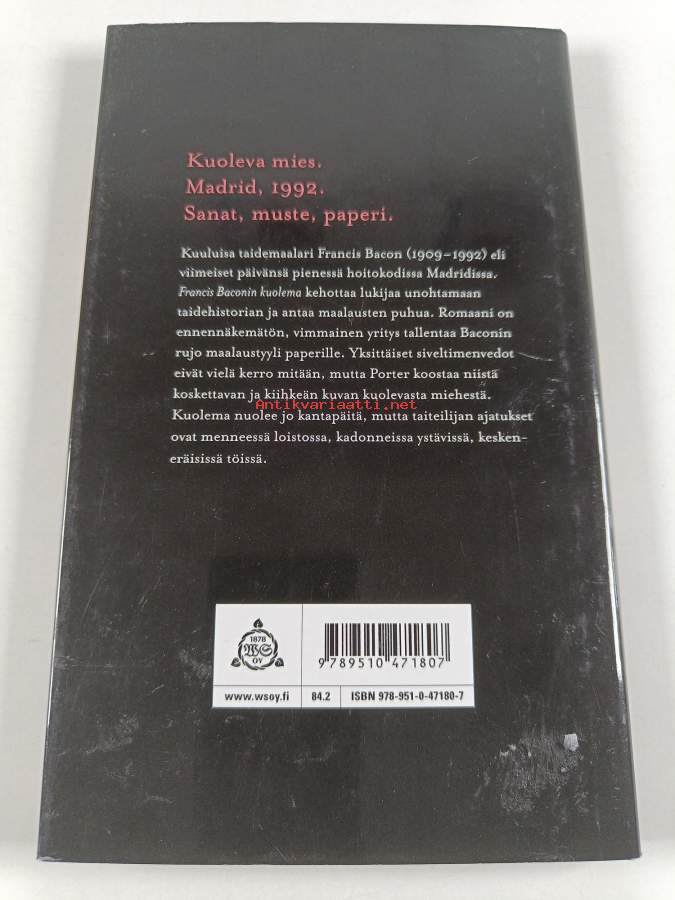 Kuoleva mies.
Madrid, 1992.
Sanat, muste, paperi.
Kuuluisa taidemaalari Francis Bacon (1909–1992) eli
viimeiset päivänsä pienessä hoitokodissa Madridissa.
Francis Baconin kuolema kehottaa lukijaa unohtamaan
taidehistorian ja antaa maalausten puhua. Romaani on
ennennäkemätön, vimmainen yritys tallentaa Baconin
rujo maalaustyyli paperille. Yksittäiset siveltimenvedot
eivät vielä kerro mitään, mutta Porter koostaa niistä
koskettavan ja kiihkeän kuvan kuolevasta miehestä.
Antikvariaatti.net
Kuolema nuolee jo kantapäitä, mutta taiteilijan ajatukset
ovat menneessä loistossa, kadonneissa ystävissä, kesken-
eräisissä töissä.
1878
WS
OY
9 789510 471807
www.wsoy.fi
84.2
ISBN 978-951-0-47180-7